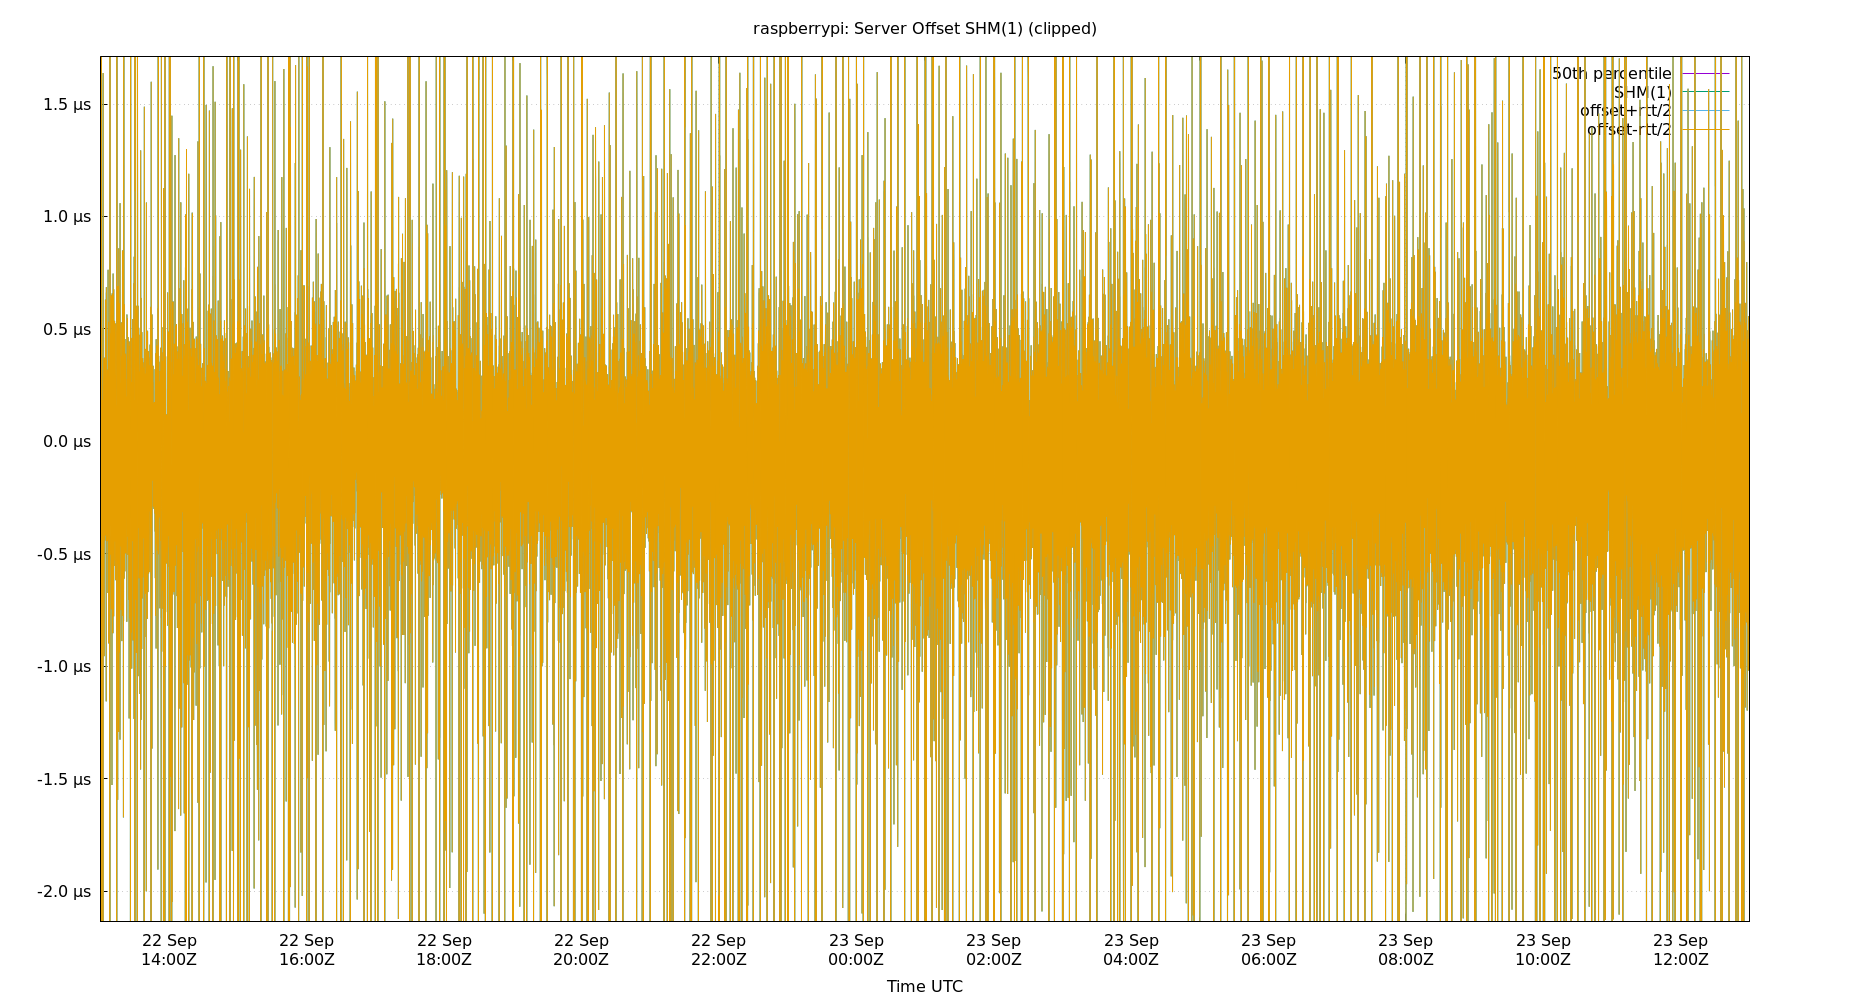 raspberrypi: Server Offset SHM(1) (clipped)
50th percentile
SHM(1)
offset+rtt/2
offset-rtt/2
1.5 µs
1.0 µs
0.5 µs
0.0 µs
-0.5 µs
-1.0 µs
-1.5 µs
-2.0 µs
22 Sep 22 Sep 22 Sep 22 Sep 22 Sep 23 Sep 23 Sep 23 Sep 23 Sep 23 Sep 23 Sep 23 Sep
14:00Z 16:00Z 18:00Z 20:00Z 22:00Z 00:00Z 02:00Z 04:00Z 06:00Z 08:00Z 10:00Z 12:00Z
Time UTC